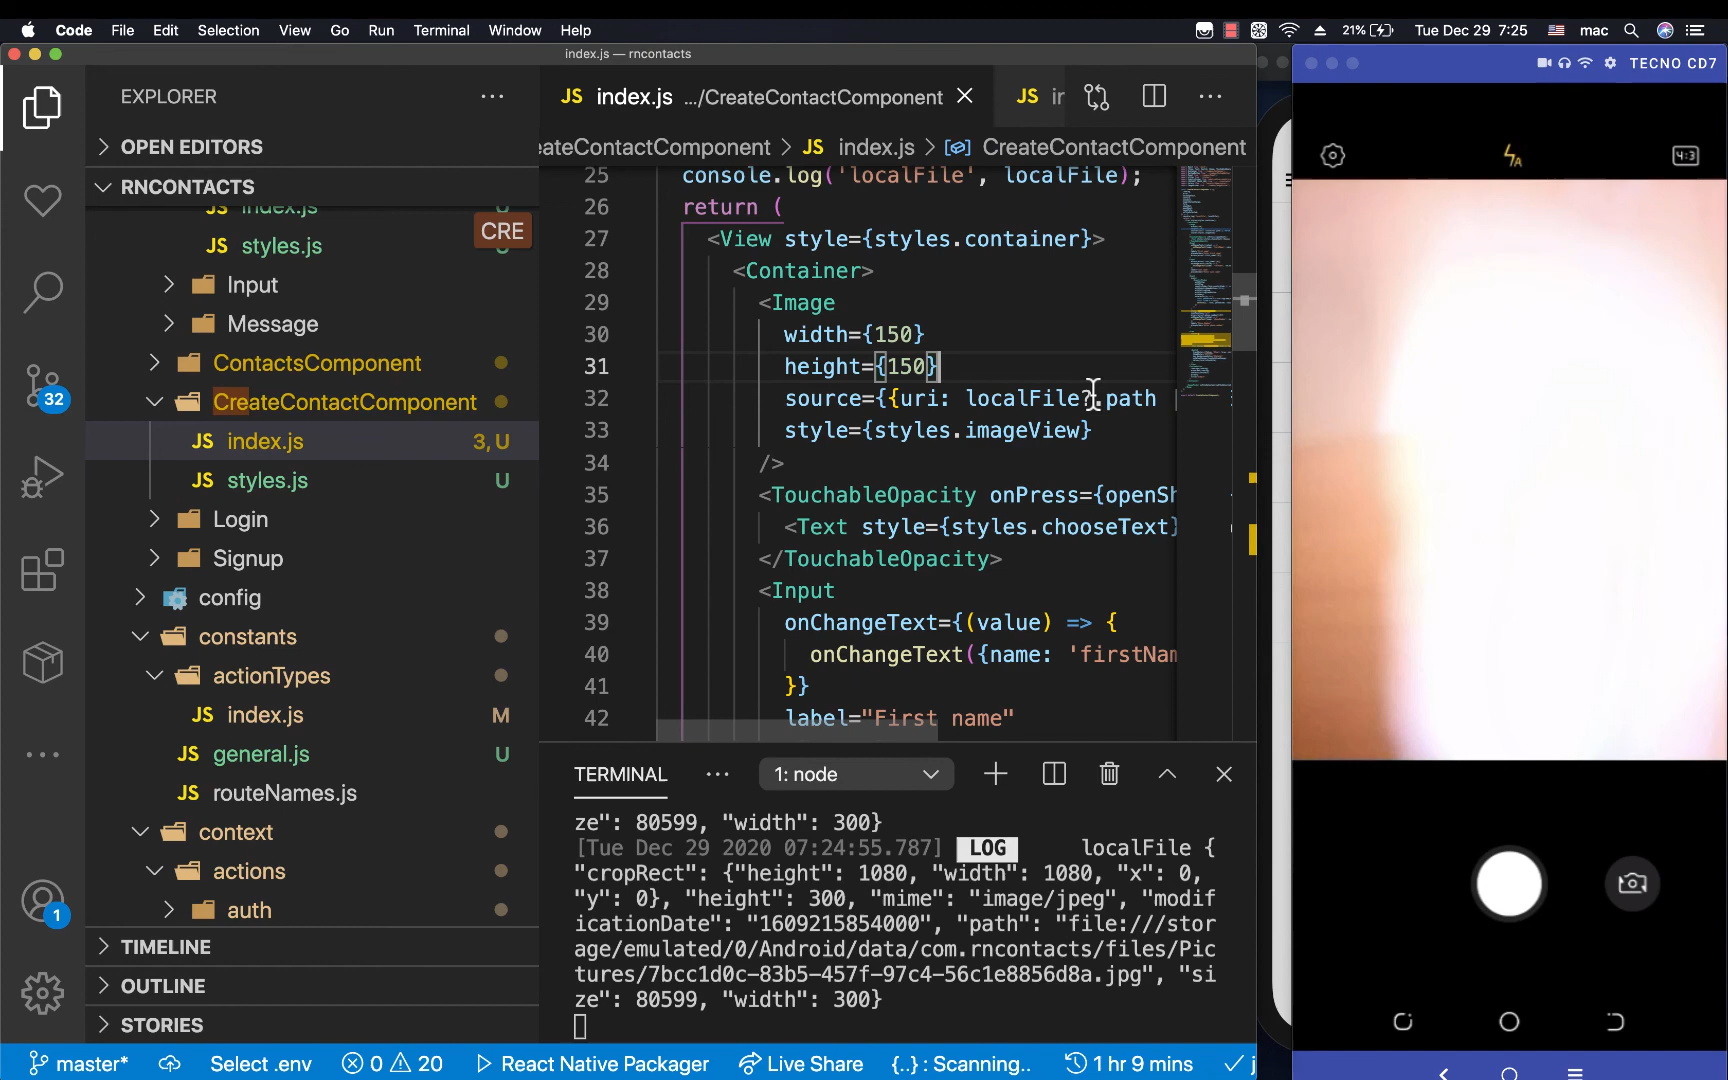 Code File Edit Selection View Go Run Terminal Window Help 21% Tue Dec 29 7:25 mac
index.js — rncontacts
TECNO CD7
EXPLORER
OPEN EDITORS
RNCONTACTS
index.js
CRE
styles.js
Input
Message
ContactsComponent
CreateContactComponent
index.js 3, U
styles.js U
Login
Signup
config
constants
actionTypes
index.js M
general.js U
routeNames.js
context
actions
auth
TIMELINE
OUTLINE
STORIES
32
1
JS index.js .../CreateContactComponent JS
eateContactComponent > JS index.js > CreateContactComponent
25 console.log('localFile', localFile);
26 return (
27 <View style={styles.container}>
28 <Container>
29 <Image
30 width={150}
31 height={150}
32 source={{uri: localFile?.path
33 style={styles.imageView}
34 />
35 <TouchableOpacity onPress={openSh
36 <Text style={styles.chooseText}
37 </TouchableOpacity>
38 <Input
39 onChangeText={(value) => {
40 onChangeText({name: 'firstNam
41 }}
42 label="First name"
TERMINAL 1: node
ze": 80599, "width": 300}
[Tue Dec 29 2020 07:24:55.787] LOG localFile {
"cropRect": {"height": 1080, "width": 1080, "x": 0,
"y": 0}, "height": 300, "mime": "image/jpeg", "modif
icationDate": "1609215854000", "path": "file:///stor
age/emulated/0/Android/data/com.rncontacts/files/Pic
tures/7bcc1d0c-83b5-457f-97c4-56c1e8856d8a.jpg", "si
ze": 80599, "width": 300}
4:3
master* Select .env 0 20 React Native Packager Live Share {..} : Scanning.. 1 hr 9 mins